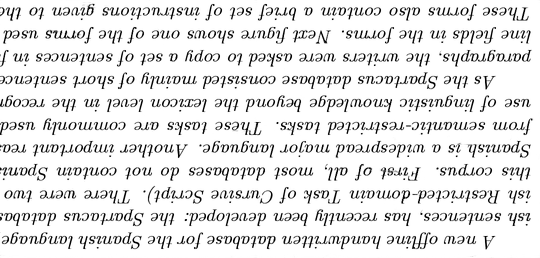 A new offline handwritten database for the Spanish language
ish sentences, has recently been developed: the Spartacus databas
ish Restricted-domain Task of Cursive Script). There were two
this corpus. First of all, most databases do not contain Spani
Spanish is a widespread major language. Another important rea
from semantic-restricted tasks. These tasks are commonly used
use of linguistic knowledge beyond the lexicon level in the recog
As the Spartacus database consisted mainly of short sentence
paragraphs, the writers were asked to copy a set of sentences in f
line fields in the forms. Next figure shows one of the forms used
These forms also contain a brief set of instructions given to the